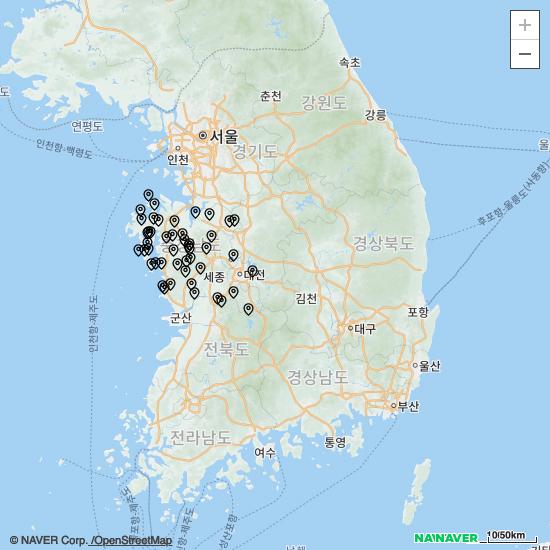 속초
춘천
강원도
강릉
도
연평도
서울
인천
경기도
인천항-백령도
울
후포항-울릉도(사동항)
경상북도
세종
대전
김천
인천항-제주도
군산
포항
대구
전라북도
경상남도
울산
부산
전라남도
여수
통영
© NAVER Corp. /OpenStreetMap
NAVER
10/50km